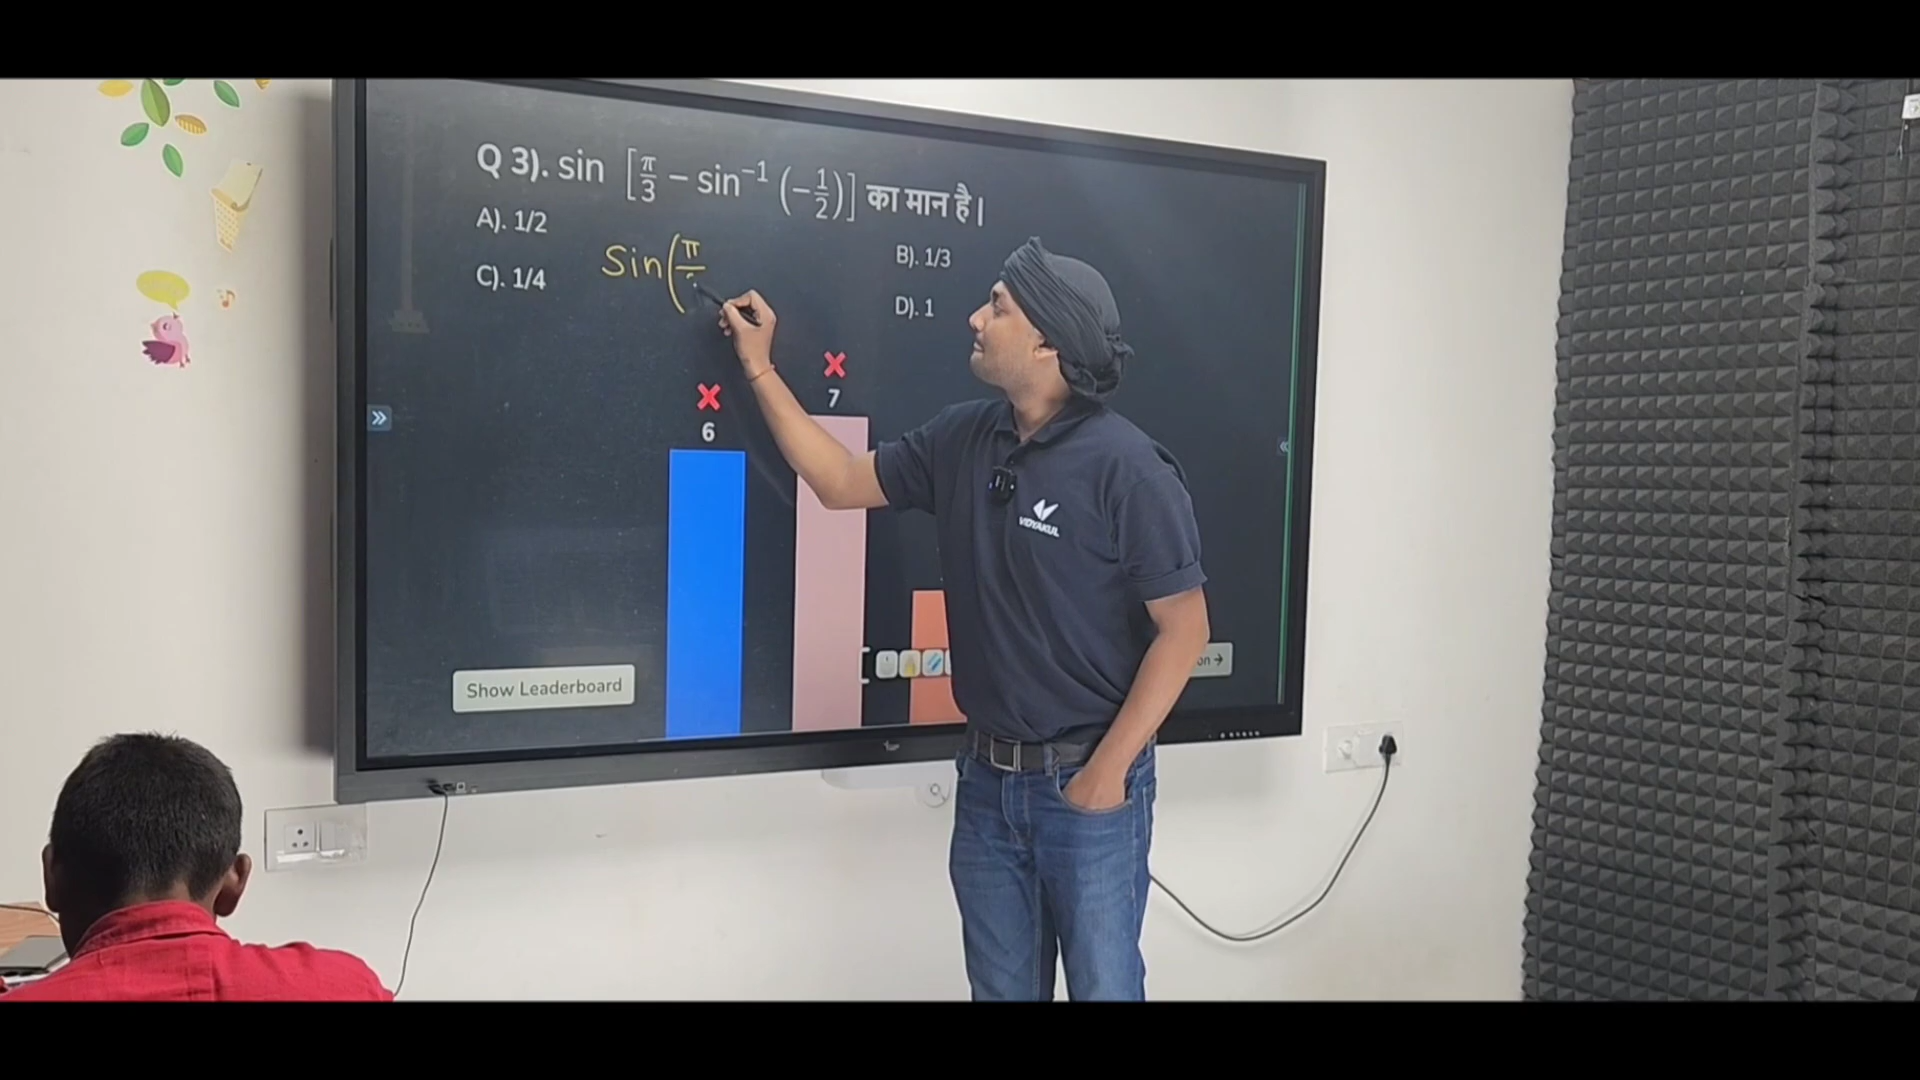 Q 3). sin [π/3 − sin⁻¹ (−1/2)] का मान है |
A). 1/2
B). 1/3
C). 1/4
D). 1
Sin(π
6
7
Show Leaderboard
on →
VIDYAKUL